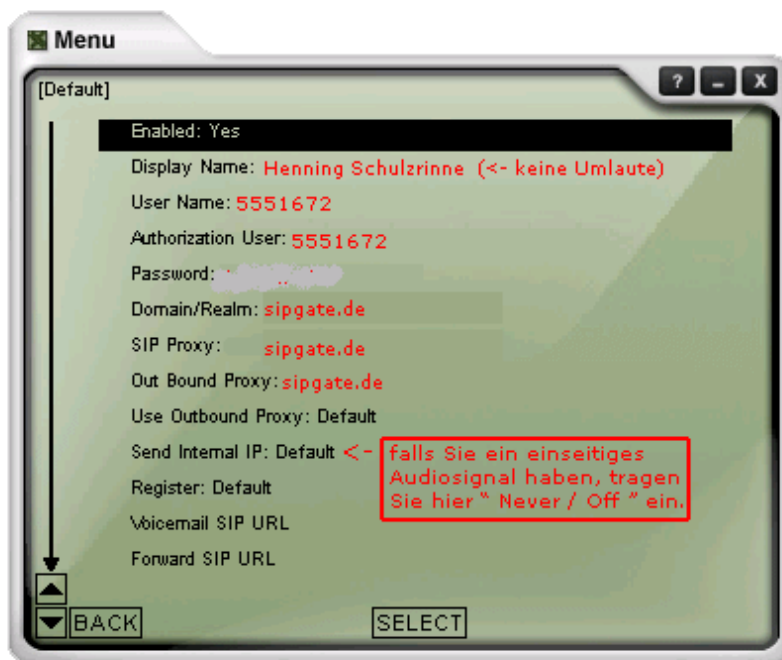 Menu
[Default]
? - X
Enabled: Yes
Display Name: Henning Schulzrinne (<- keine Umlaute)
User Name: 5551672
Authorization User: 5551672
Password:
Domain/Realm: sipgate.de
SIP Proxy: sipgate.de
Out Bound Proxy: sipgate.de
Use Outbound Proxy: Default
Send Internal IP: Default <- falls Sie ein einseitiges
Audiosignal haben, tragen
Sie hier " Never / Off " ein.
Register: Default
Voicemail SIP URL
Forward SIP URL
BACK
SELECT